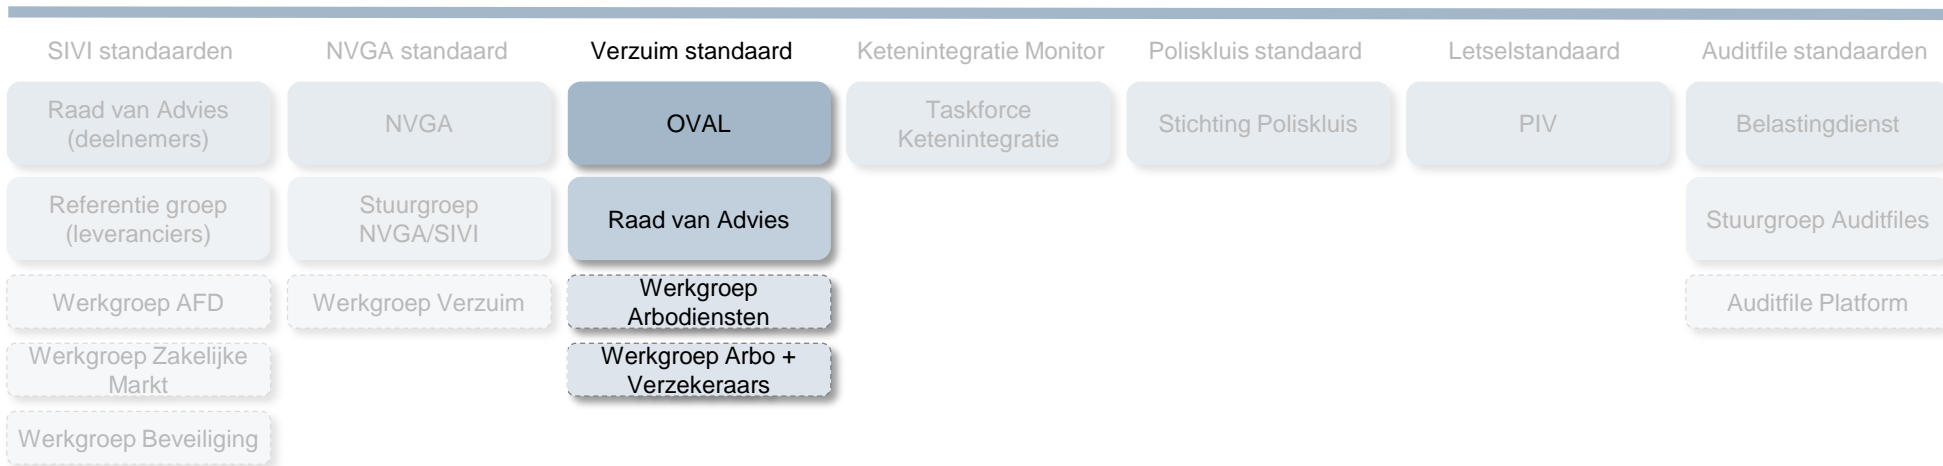 SIVI standaarden
NVGA standaard
Verzuim standaard
Ketenintegratie Monitor
Poliskluis standaard
Letselstandaard
Auditfile standaarden
Raad van Advies
(deelnemers)
NVGA
OVAL
Taskforce
Ketenintegratie
Stichting Poliskluis
PIV
Belastingdienst
Referentie groep
(leveranciers)
Stuurgroep
NVGA/SIVI
Raad van Advies
Stuurgroep Auditfiles
Werkgroep AFD
Werkgroep Verzuim
Werkgroep
Arbodiensten
Auditfile Platform
Werkgroep Zakelijke
Markt
Werkgroep Arbo +
Verzekeraars
Werkgroep Beveiliging